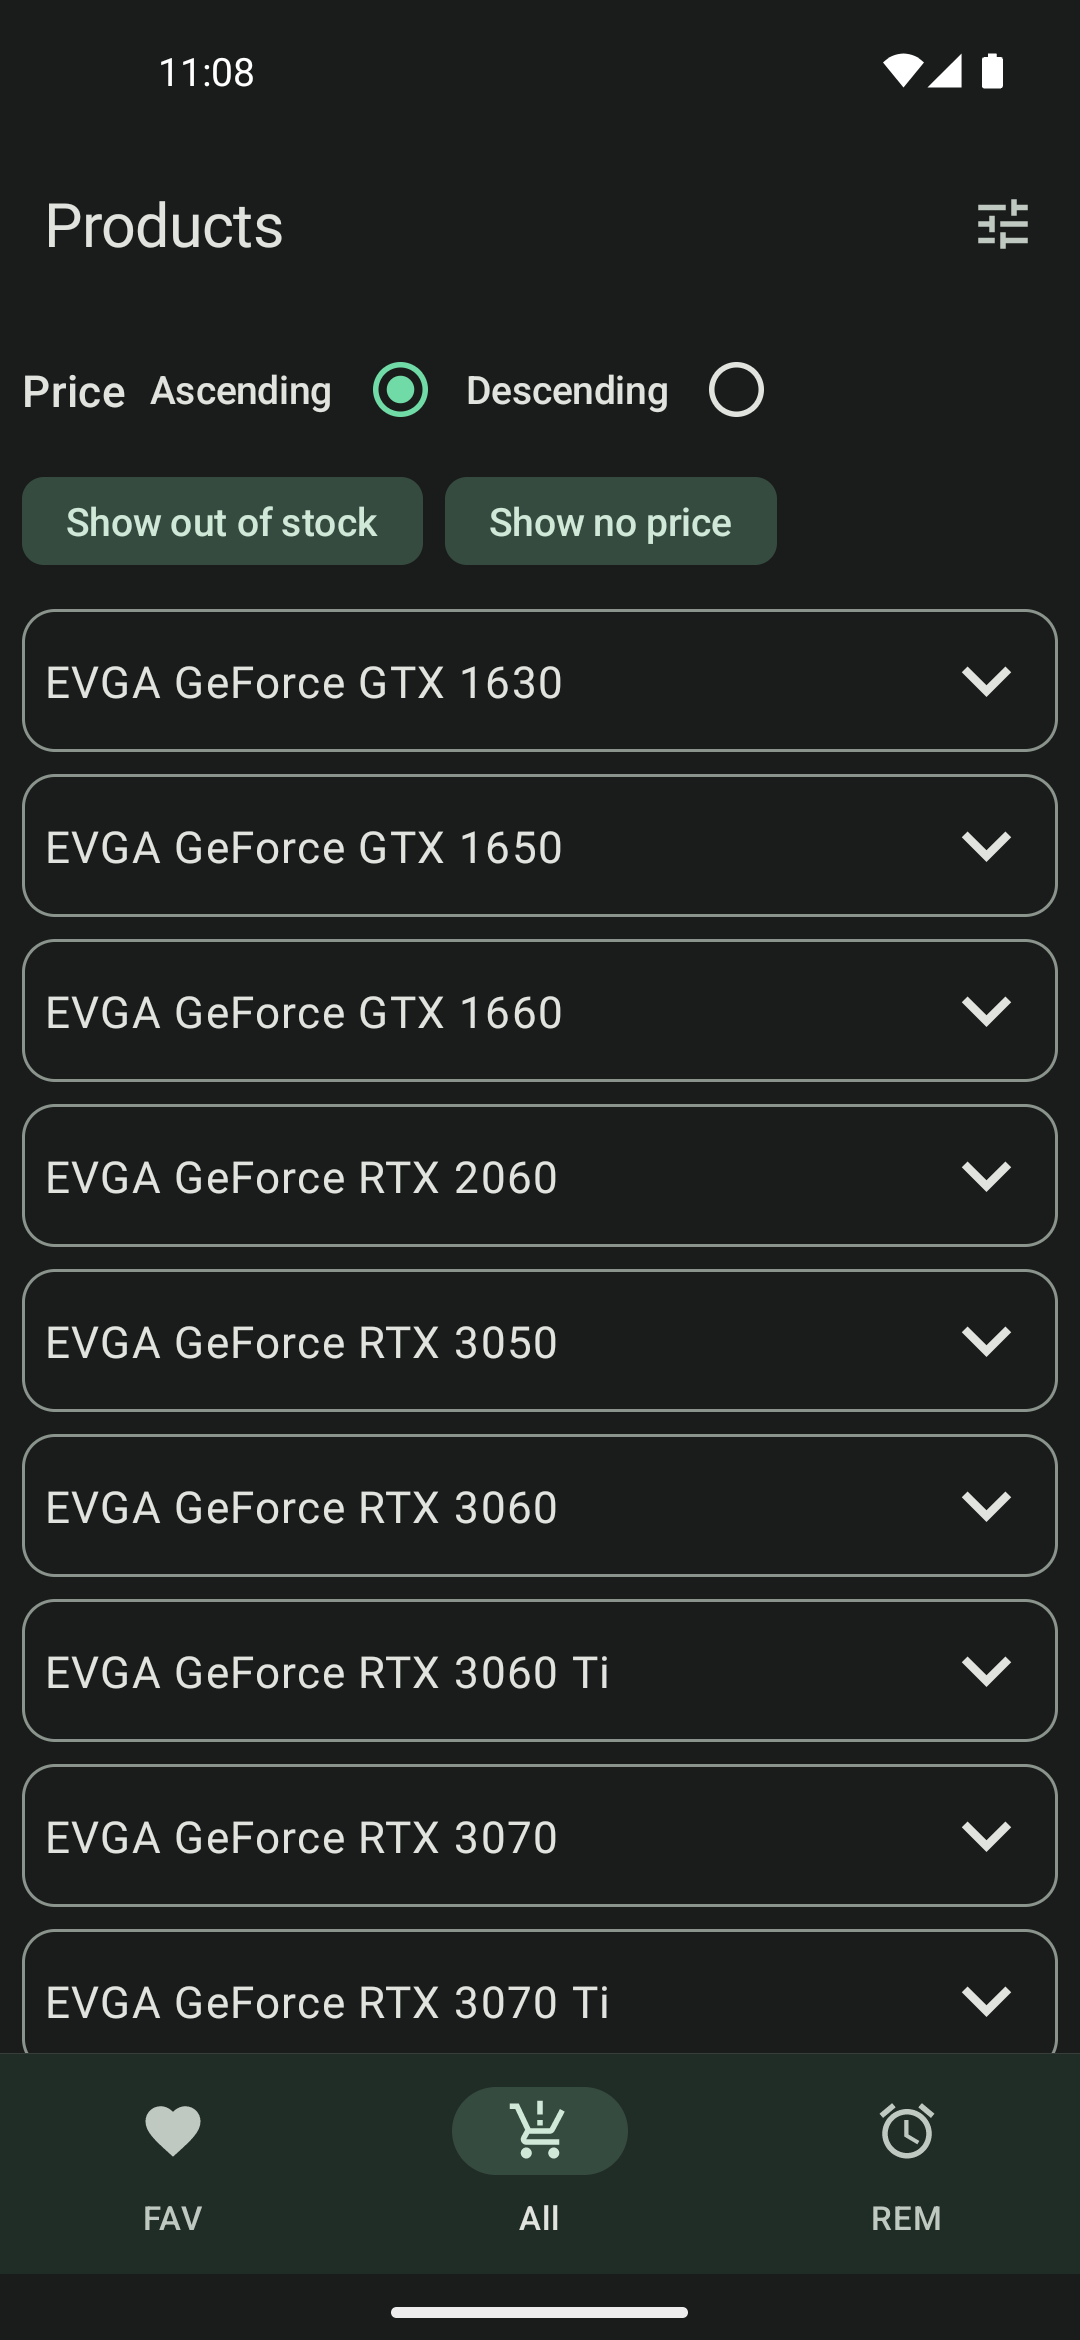 11:08
Products
Price Ascending Descending
Show out of stock Show no price
EVGA GeForce GTX 1630
EVGA GeForce GTX 1650
EVGA GeForce GTX 1660
EVGA GeForce RTX 2060
EVGA GeForce RTX 3050
EVGA GeForce RTX 3060
EVGA GeForce RTX 3060 Ti
EVGA GeForce RTX 3070
EVGA GeForce RTX 3070 Ti
FAV All REM